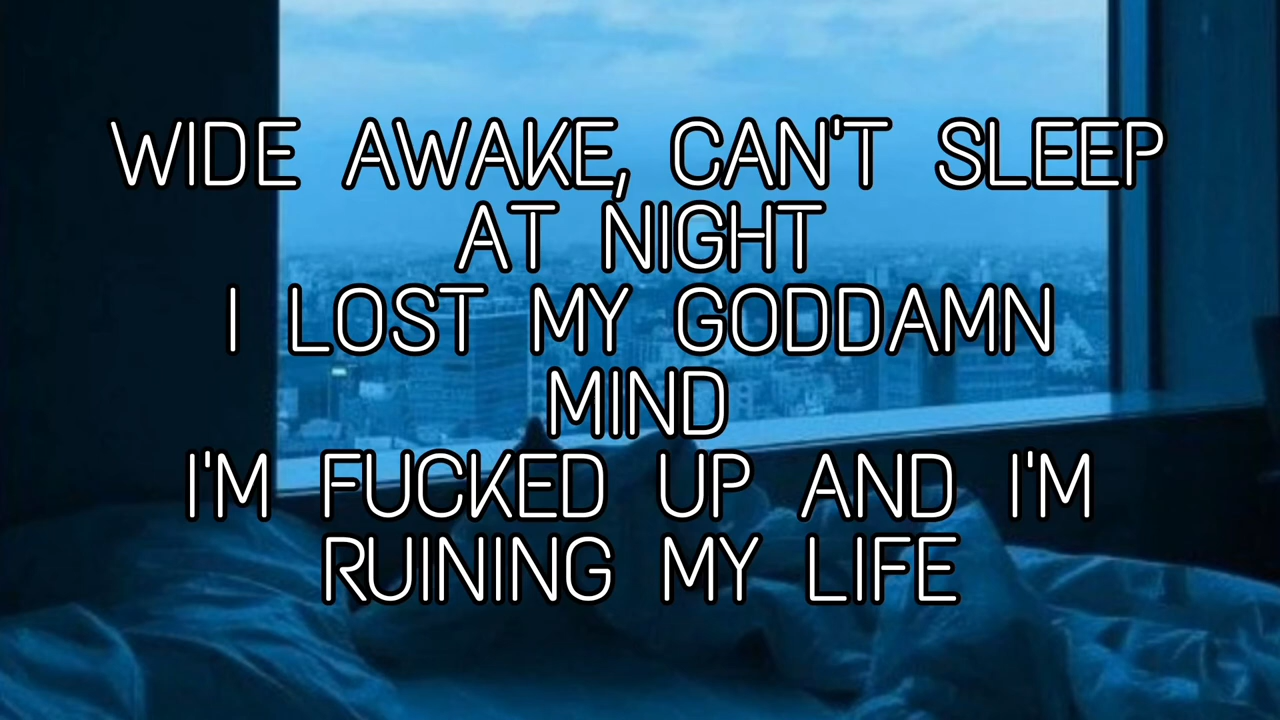 WIDE AWAKE, CAN'T SLEEP
AT NIGHT
I LOST MY GODDAMN
MIND
I'M FUCKED UP AND I'M
RUINING MY LIFE